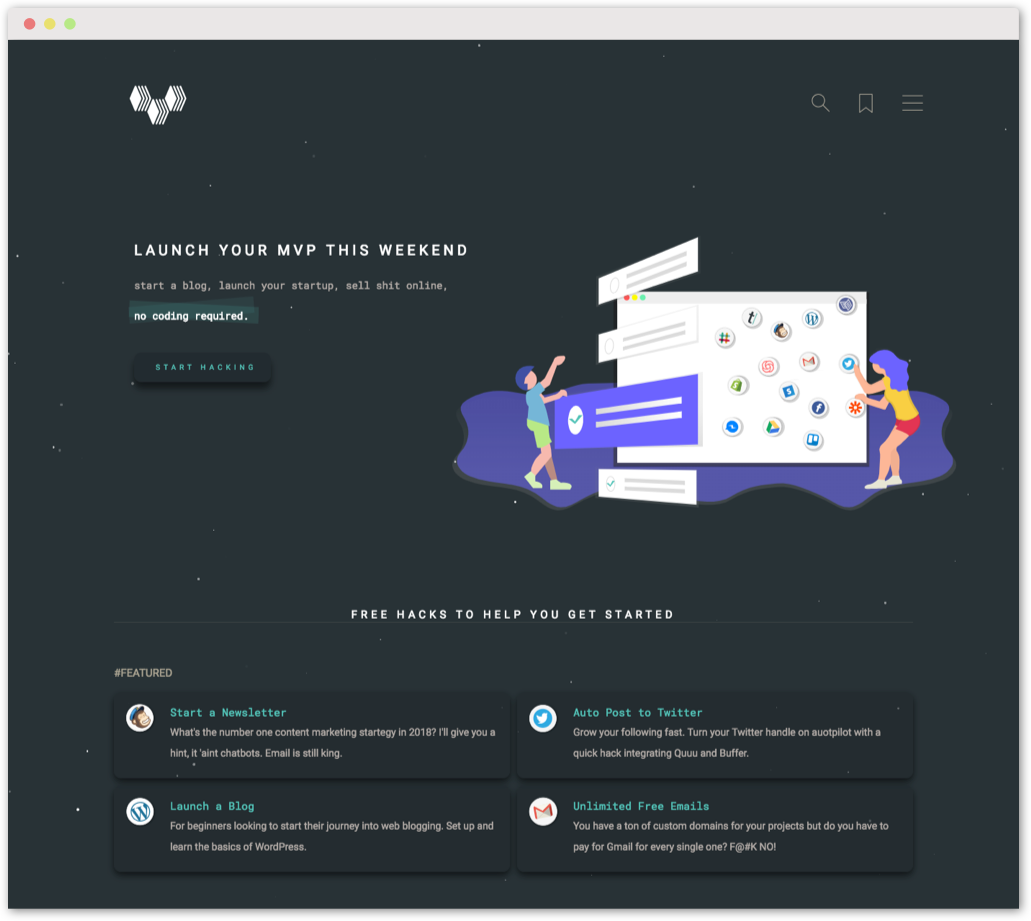 LAUNCH YOUR MVP THIS WEEKEND
start a blog, launch your startup, sell shit online,
no coding required.
START HACKING
FREE HACKS TO HELP YOU GET STARTED
#FEATURED
Start a Newsletter
What's the number one content marketing startegy in 2018? I'll give you a
hint, it 'aint chatbots. Email is still king.
Auto Post to Twitter
Grow your following fast. Turn your Twitter handle on auotpilot with a
quick hack integrating Quuu and Buffer.
Launch a Blog
For beginners looking to start their journey into web blogging. Set up and
learn the basics of WordPress.
Unlimited Free Emails
You have a ton of custom domains for your projects but do you have to
pay for Gmail for every single one? F@#K NO!